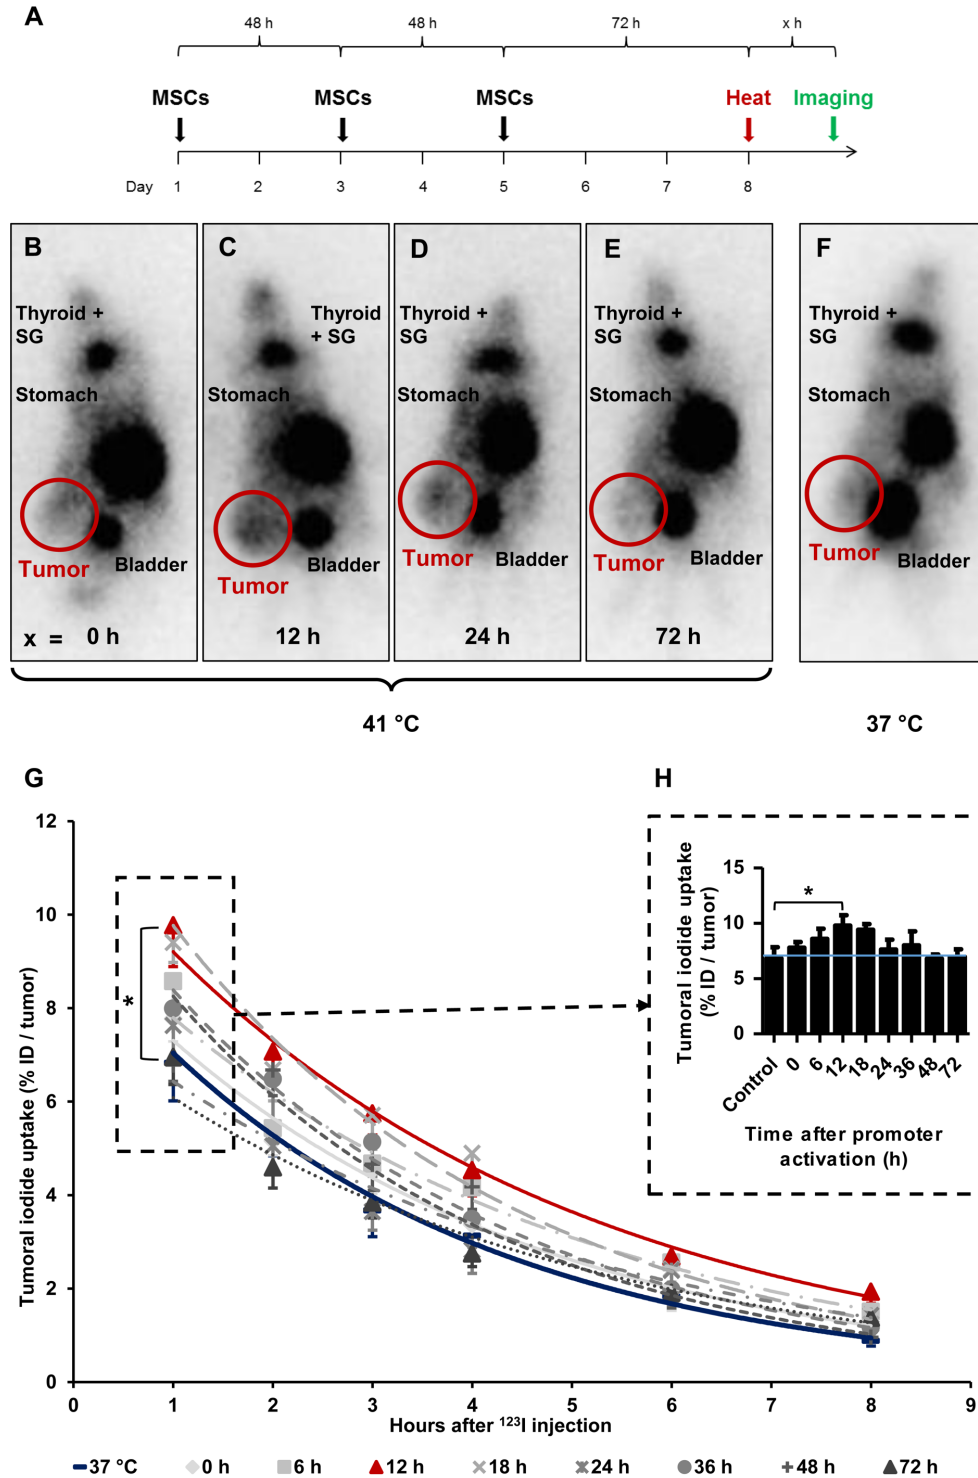 A
48 h
48 h
72 h
x h
MSCs
MSCs
MSCs
Heat
Imaging
Day 1 2 3 4 5 6 7 8
B
Thyroid +
SG
Stomach
Tumor
Bladder
x = 0 h
C
Thyroid
+ SG
Stomach
Tumor
Bladder
12 h
D
Thyroid +
SG
Stomach
Tumor
Bladder
24 h
E
Thyroid +
SG
Stomach
Tumor
Bladder
72 h
F
Thyroid +
SG
Stomach
Tumor
Bladder
41 °C
37 °C
G
Tumoral iodide uptake (% ID / tumor)
12
10
8
6
4
2
0
*
0 1 2 3 4 5 6 7 8 9
Hours after ¹²³I injection
37 °C 0 h 6 h 12 h 18 h 24 h 36 h 48 h 72 h
H
Tumoral iodide uptake
(% ID / tumor)
15
10
5
0
*
Control 0 6 12 18 24 36 48 72
Time after promoter
activation (h)